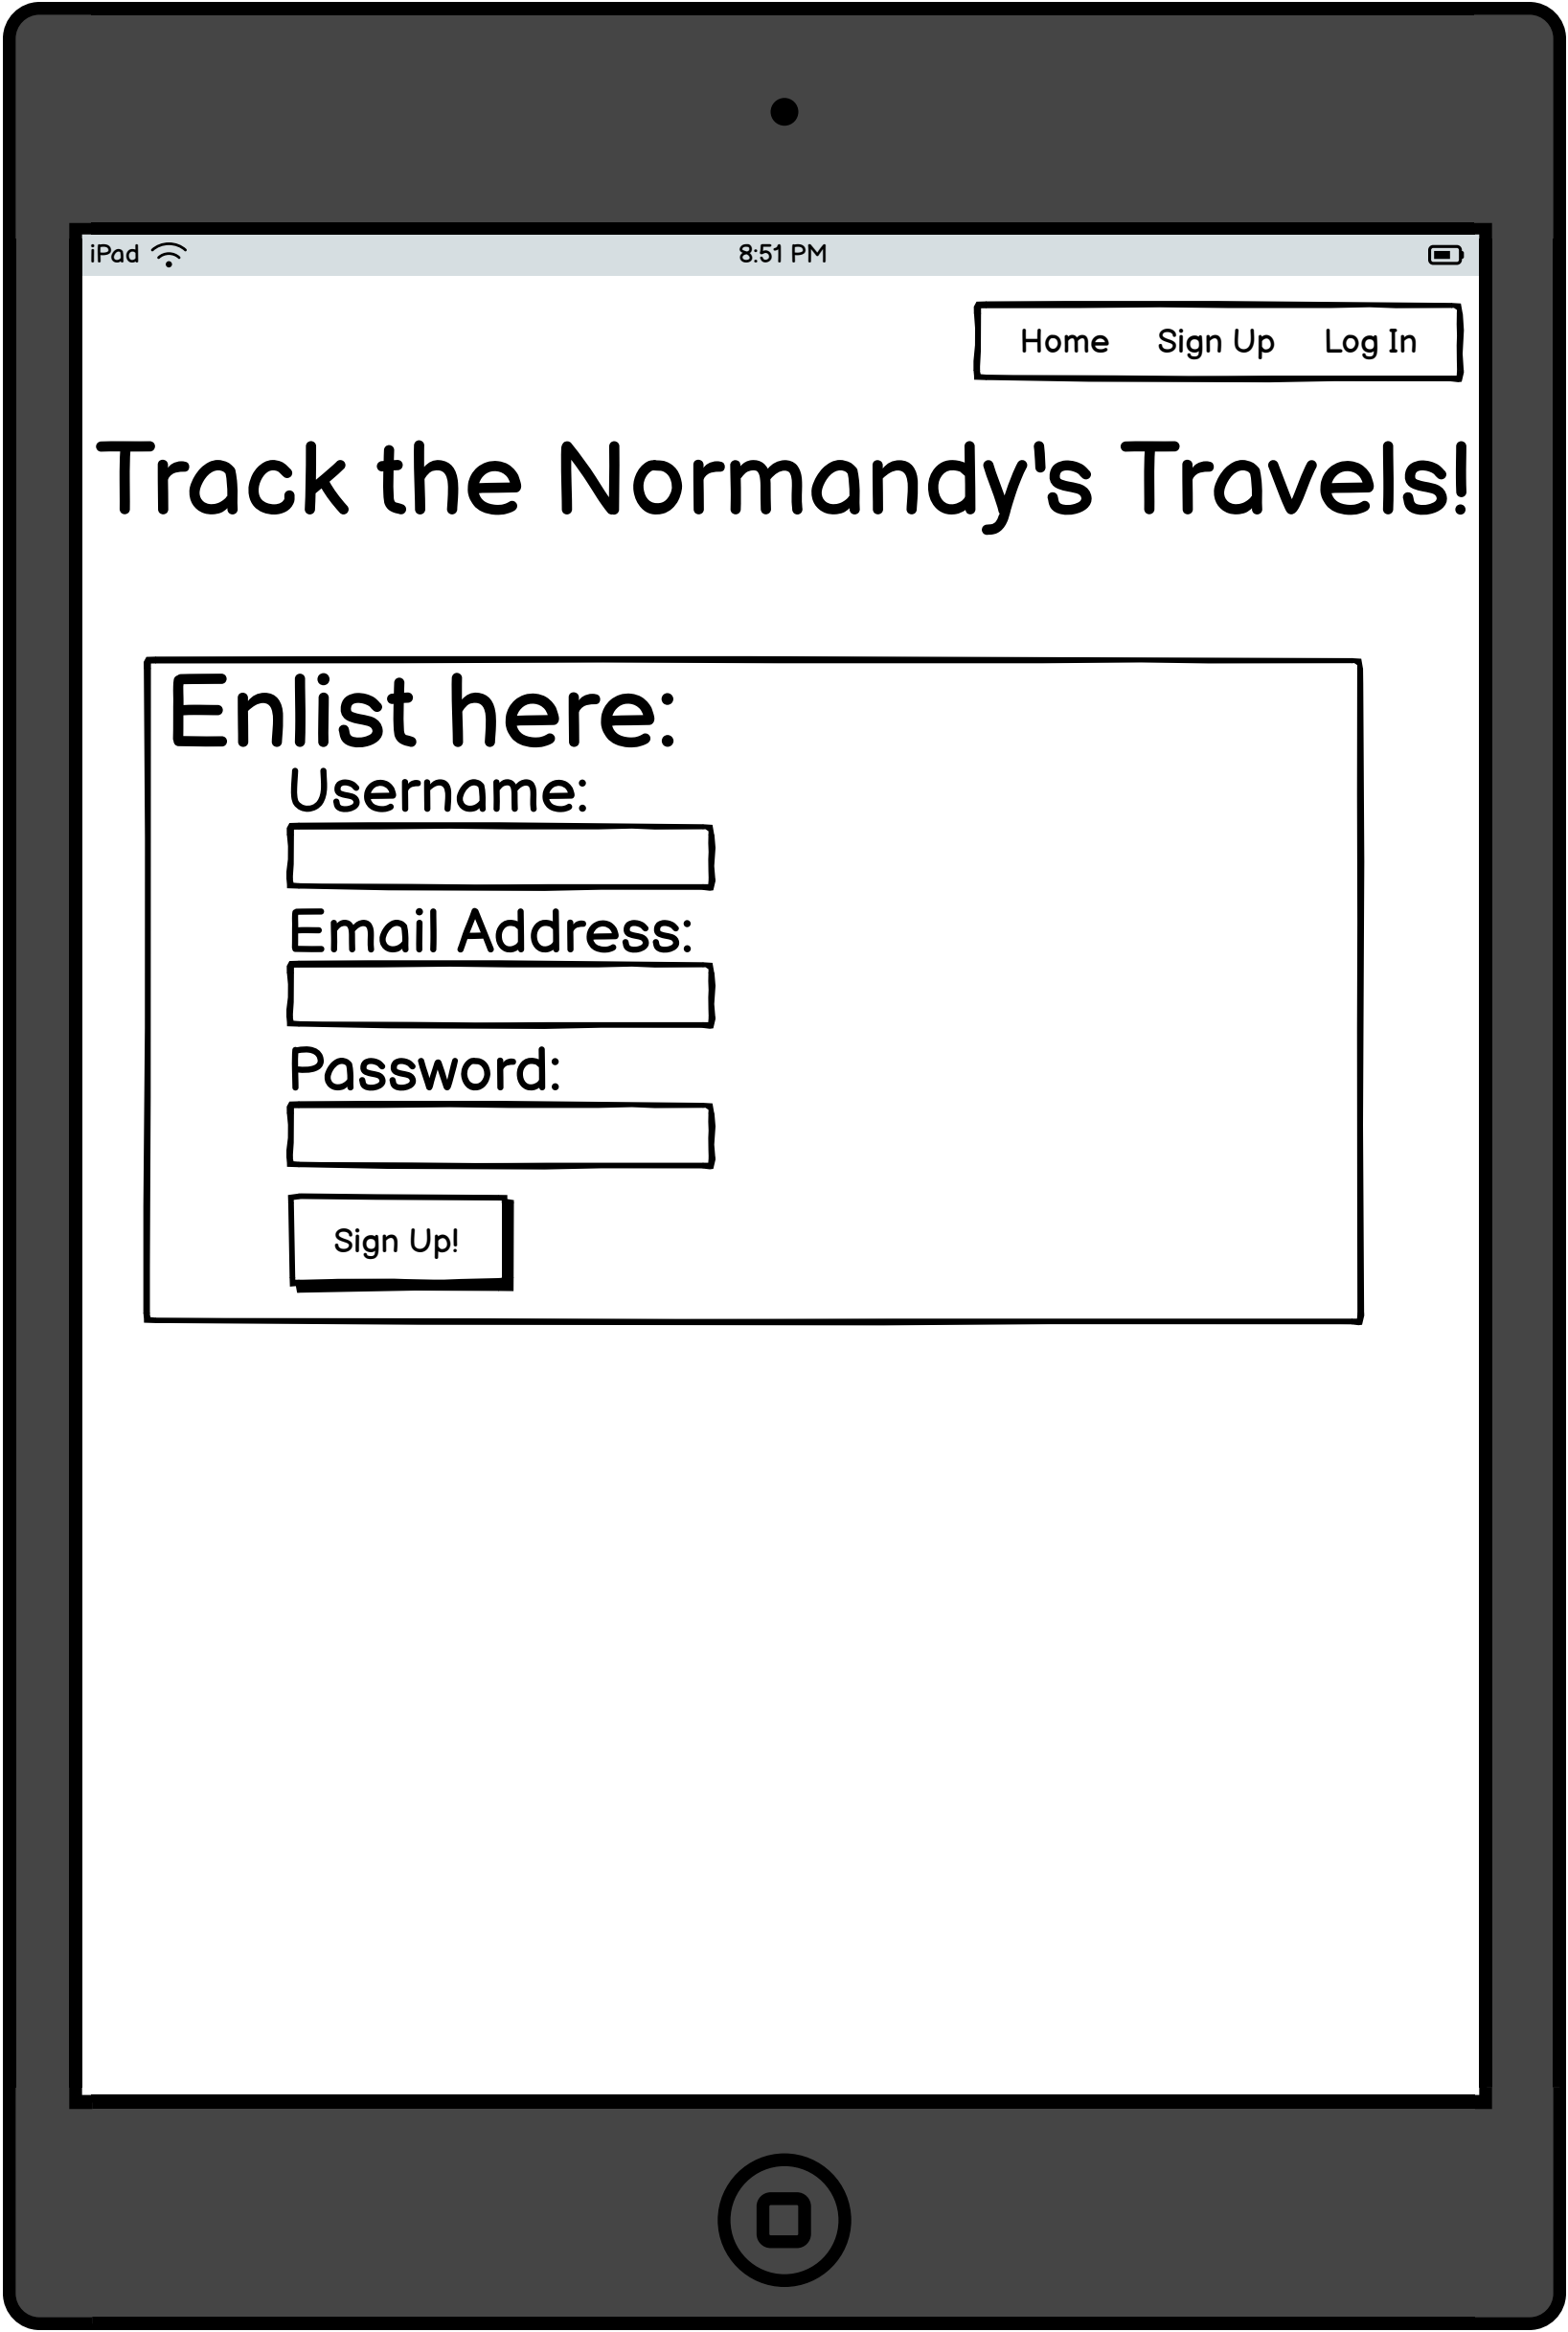 iPad 8:51 PM
Home Sign Up Log In
Track the Normandy's Travels!
Enlist here:
Username:
Email Address:
Password:
Sign Up!